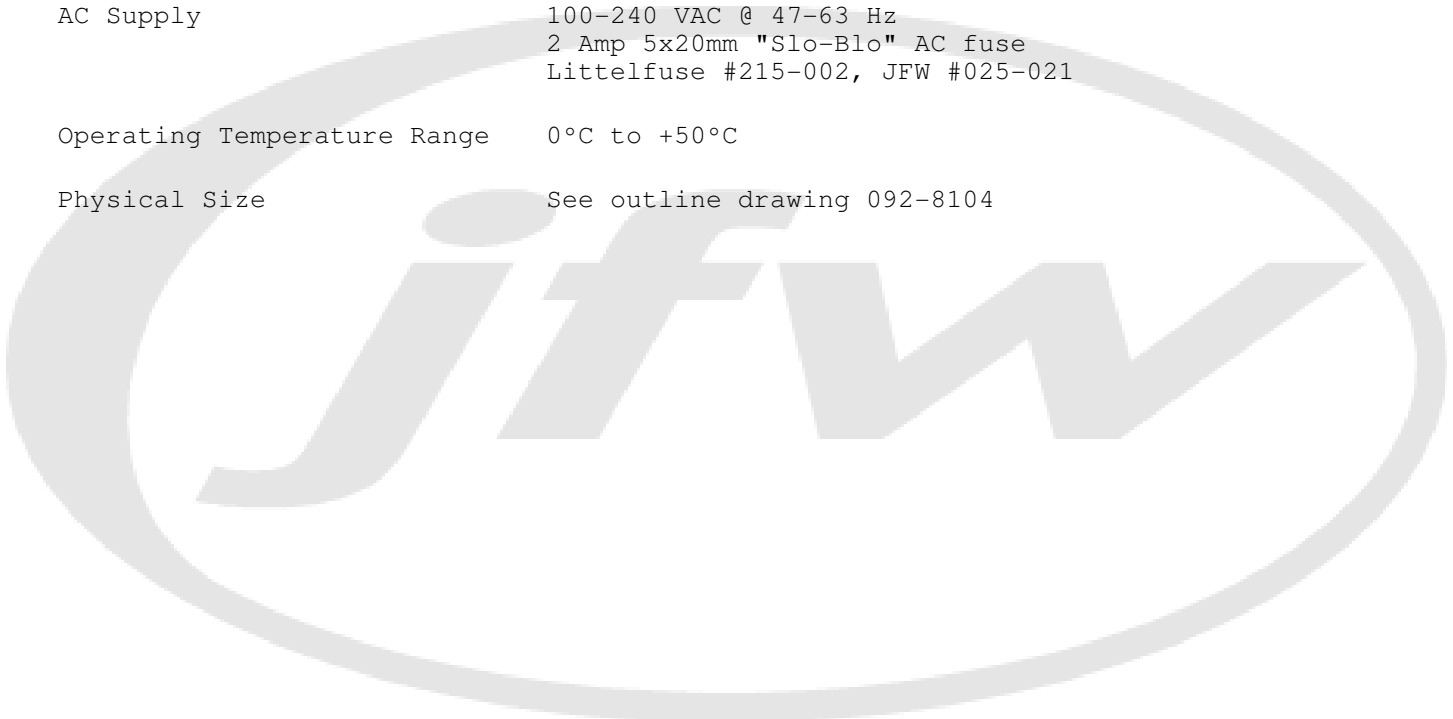 AC Supply 100-240 VAC @ 47-63 Hz
2 Amp 5x20mm "Slo-Blo" AC fuse
Littelfuse #215-002, JFW #025-021
Operating Temperature Range 0°C to +50°C
Physical Size See outline drawing 092-8104
jfw